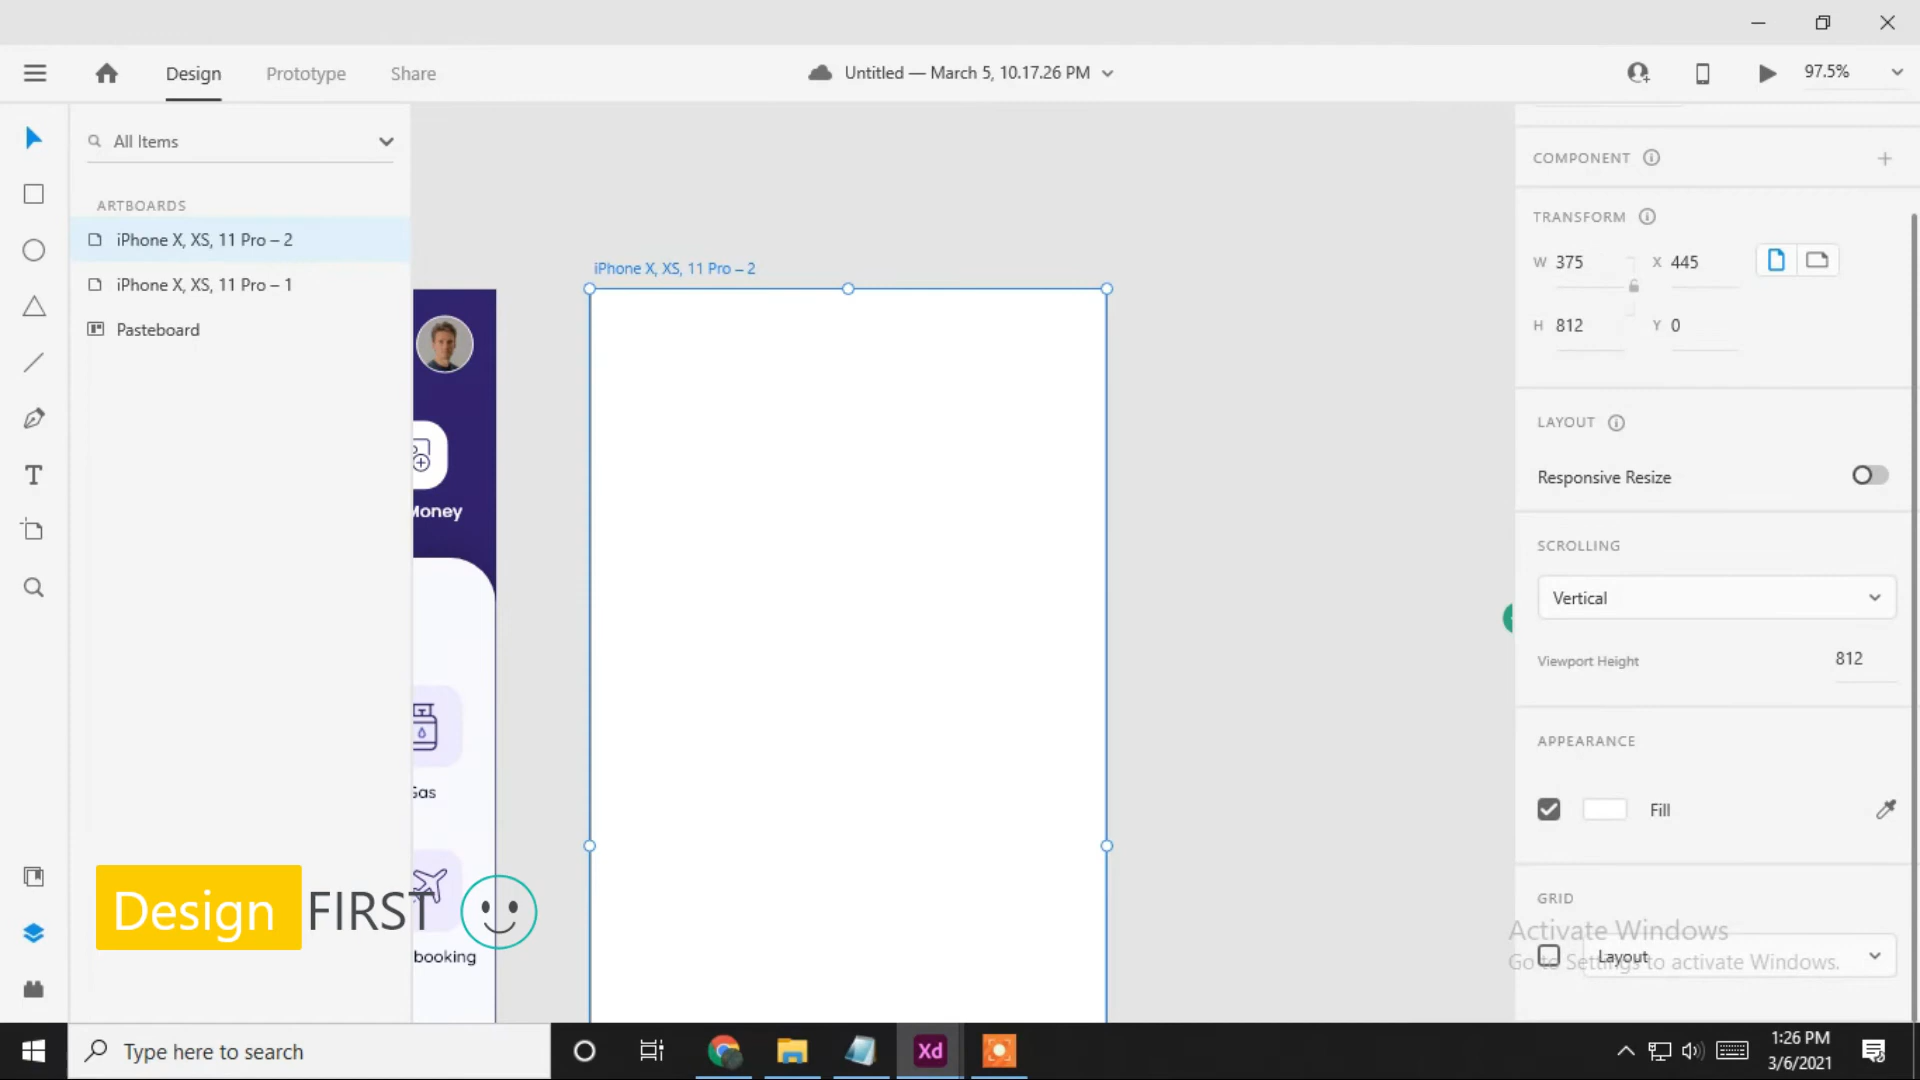 Design
Prototype
Share
Untitled — March 5, 10.17.26 PM
97.5%
All Items
ARTBOARDS
iPhone X, XS, 11 Pro – 2
iPhone X, XS, 11 Pro – 1
Pasteboard
iPhone X, XS, 11 Pro – 2
Money
Gas
booking
Design FIRST
COMPONENT
TRANSFORM
W 375 X 445
H 812 Y 0
LAYOUT
Responsive Resize
SCROLLING
Vertical
Viewport Height 812
APPEARANCE
Fill
GRID
Layout
Activate Windows
Go to Settings to activate Windows.
Type here to search
Xd
1:26 PM
3/6/2021